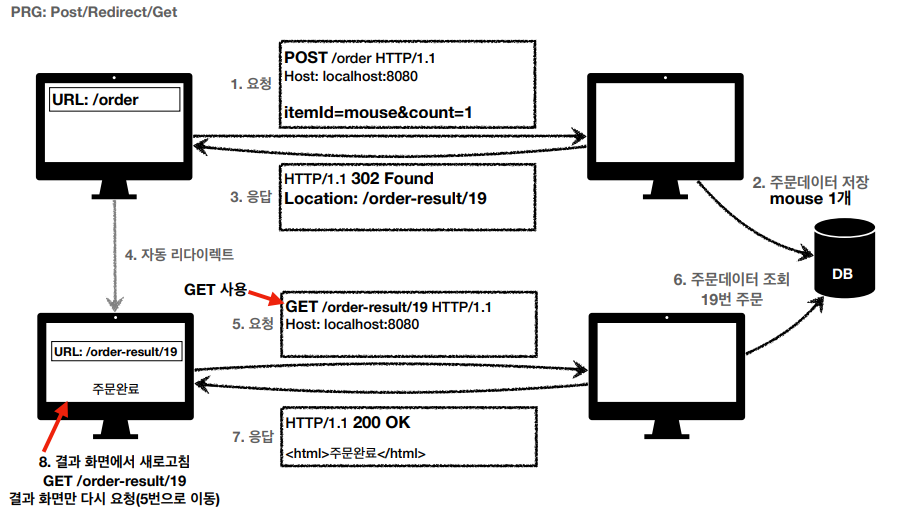 PRG: Post/Redirect/Get
1. 요청
POST /order HTTP/1.1
Host: localhost:8080
itemId=mouse&count=1
URL: /order
2. 주문데이터 저장
mouse 1개
3. 응답
HTTP/1.1 302 Found
Location: /order-result/19
4. 자동 리다이렉트
DB
GET 사용
5. 요청
GET /order-result/19 HTTP/1.1
Host: localhost:8080
6. 주문데이터 조회
19번 주문
URL: /order-result/19
주문완료
7. 응답
HTTP/1.1 200 OK
<html>주문완료</html>
8. 결과 화면에서 새로고침
GET /order-result/19
결과 화면만 다시 요청(5번으로 이동)